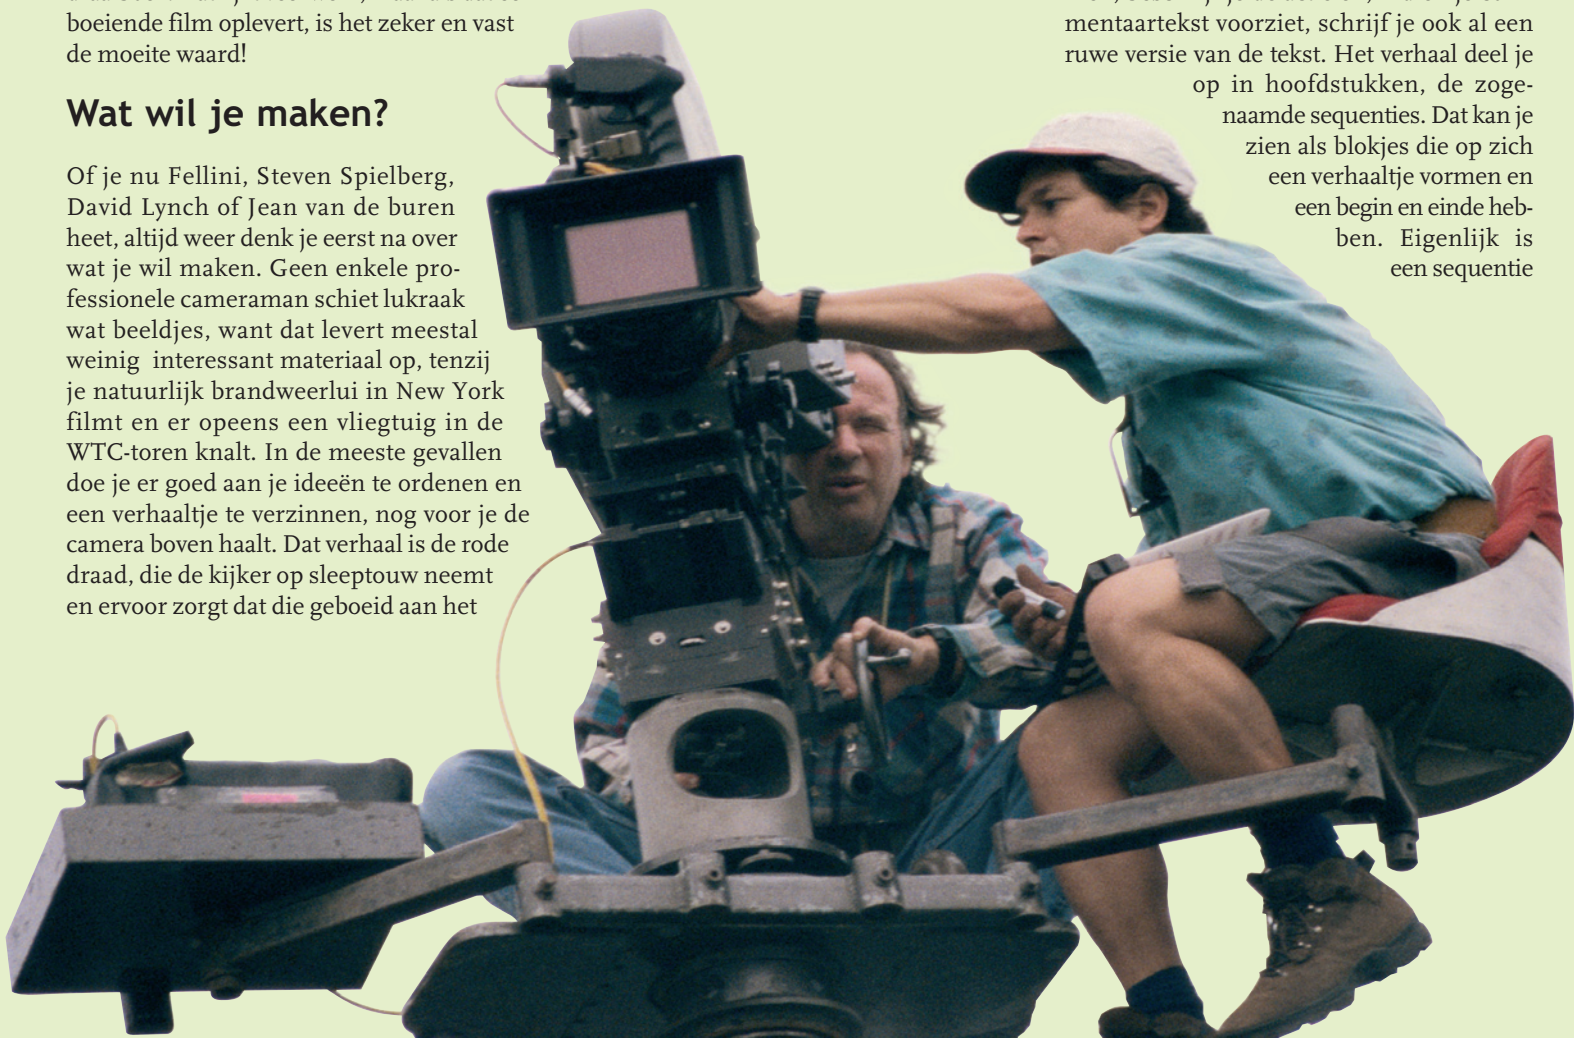 boeiende film oplevert, is het zeker en vast
de moeite waard!
Wat wil je maken?
Of je nu Fellini, Steven Spielberg,
David Lynch of Jean van de buren
heet, altijd weer denk je eerst na over
wat je wil maken. Geen enkele pro-
fessionele cameraman schiet lukraak
wat beeldjes, want dat levert meestal
weinig interessant materiaal op, tenzij
je natuurlijk brandweerlui in New York
filmt en er opeens een vliegtuig in de
WTC-toren knalt. In de meeste gevallen
doe je er goed aan je ideeën te ordenen en
een verhaaltje te verzinnen, nog voor je de
camera boven haalt. Dat verhaal is de rode
draad, die de kijker op sleeptouw neemt
en ervoor zorgt dat die geboeid aan het
mentaartekst voorziet, schrijf je ook al een
ruwe versie van de tekst. Het verhaal deel je
op in hoofdstukken, de zoge-
naamde sequenties. Dat kan je
zien als blokjes die op zich
een verhaaltje vormen en
een begin en einde heb-
ben. Eigenlijk is
een sequentie